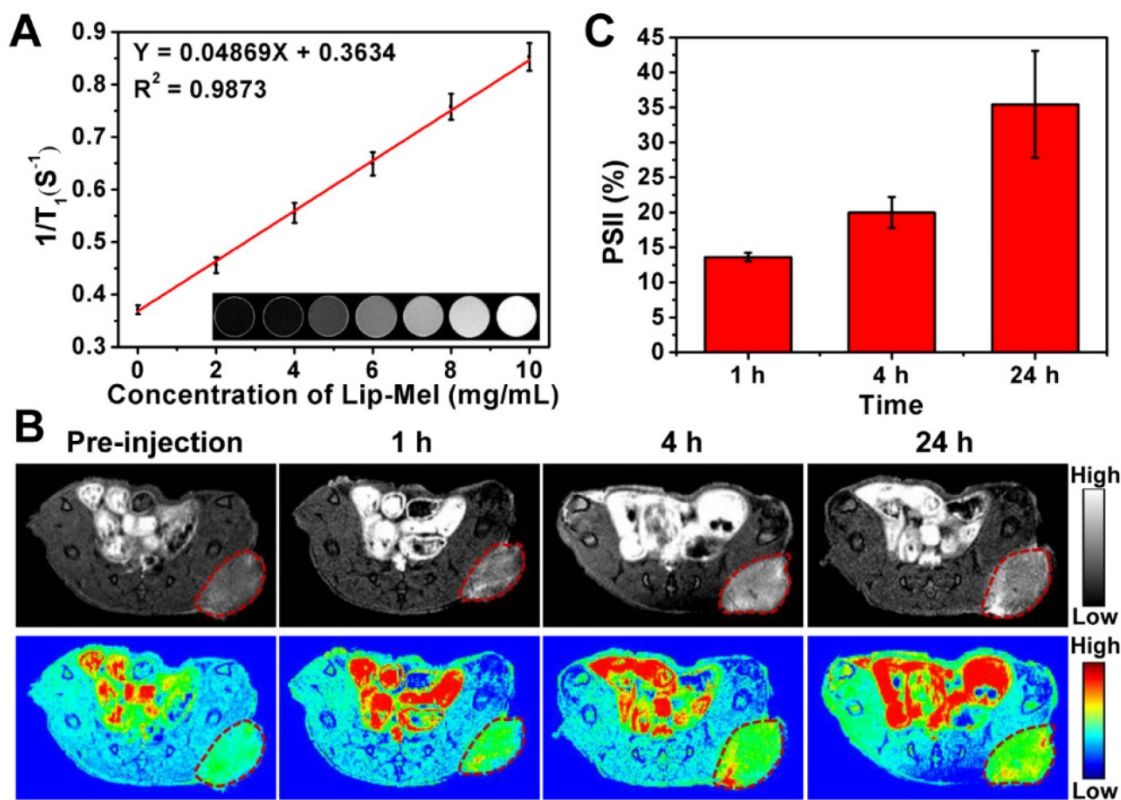 A
Y = 0.04869X + 0.3634
R² = 0.9873
0.9
0.8
0.7
0.6
0.5
0.4
0.3
1/T₁(S⁻¹)
0 2 4 6 8 10
Concentration of Lip-Mel (mg/mL)
C
45
40
35
30
25
20
15
10
5
0
PSII (%)
1 h 4 h 24 h
Time
B
Pre-injection 1 h 4 h 24 h
High
Low
High
Low